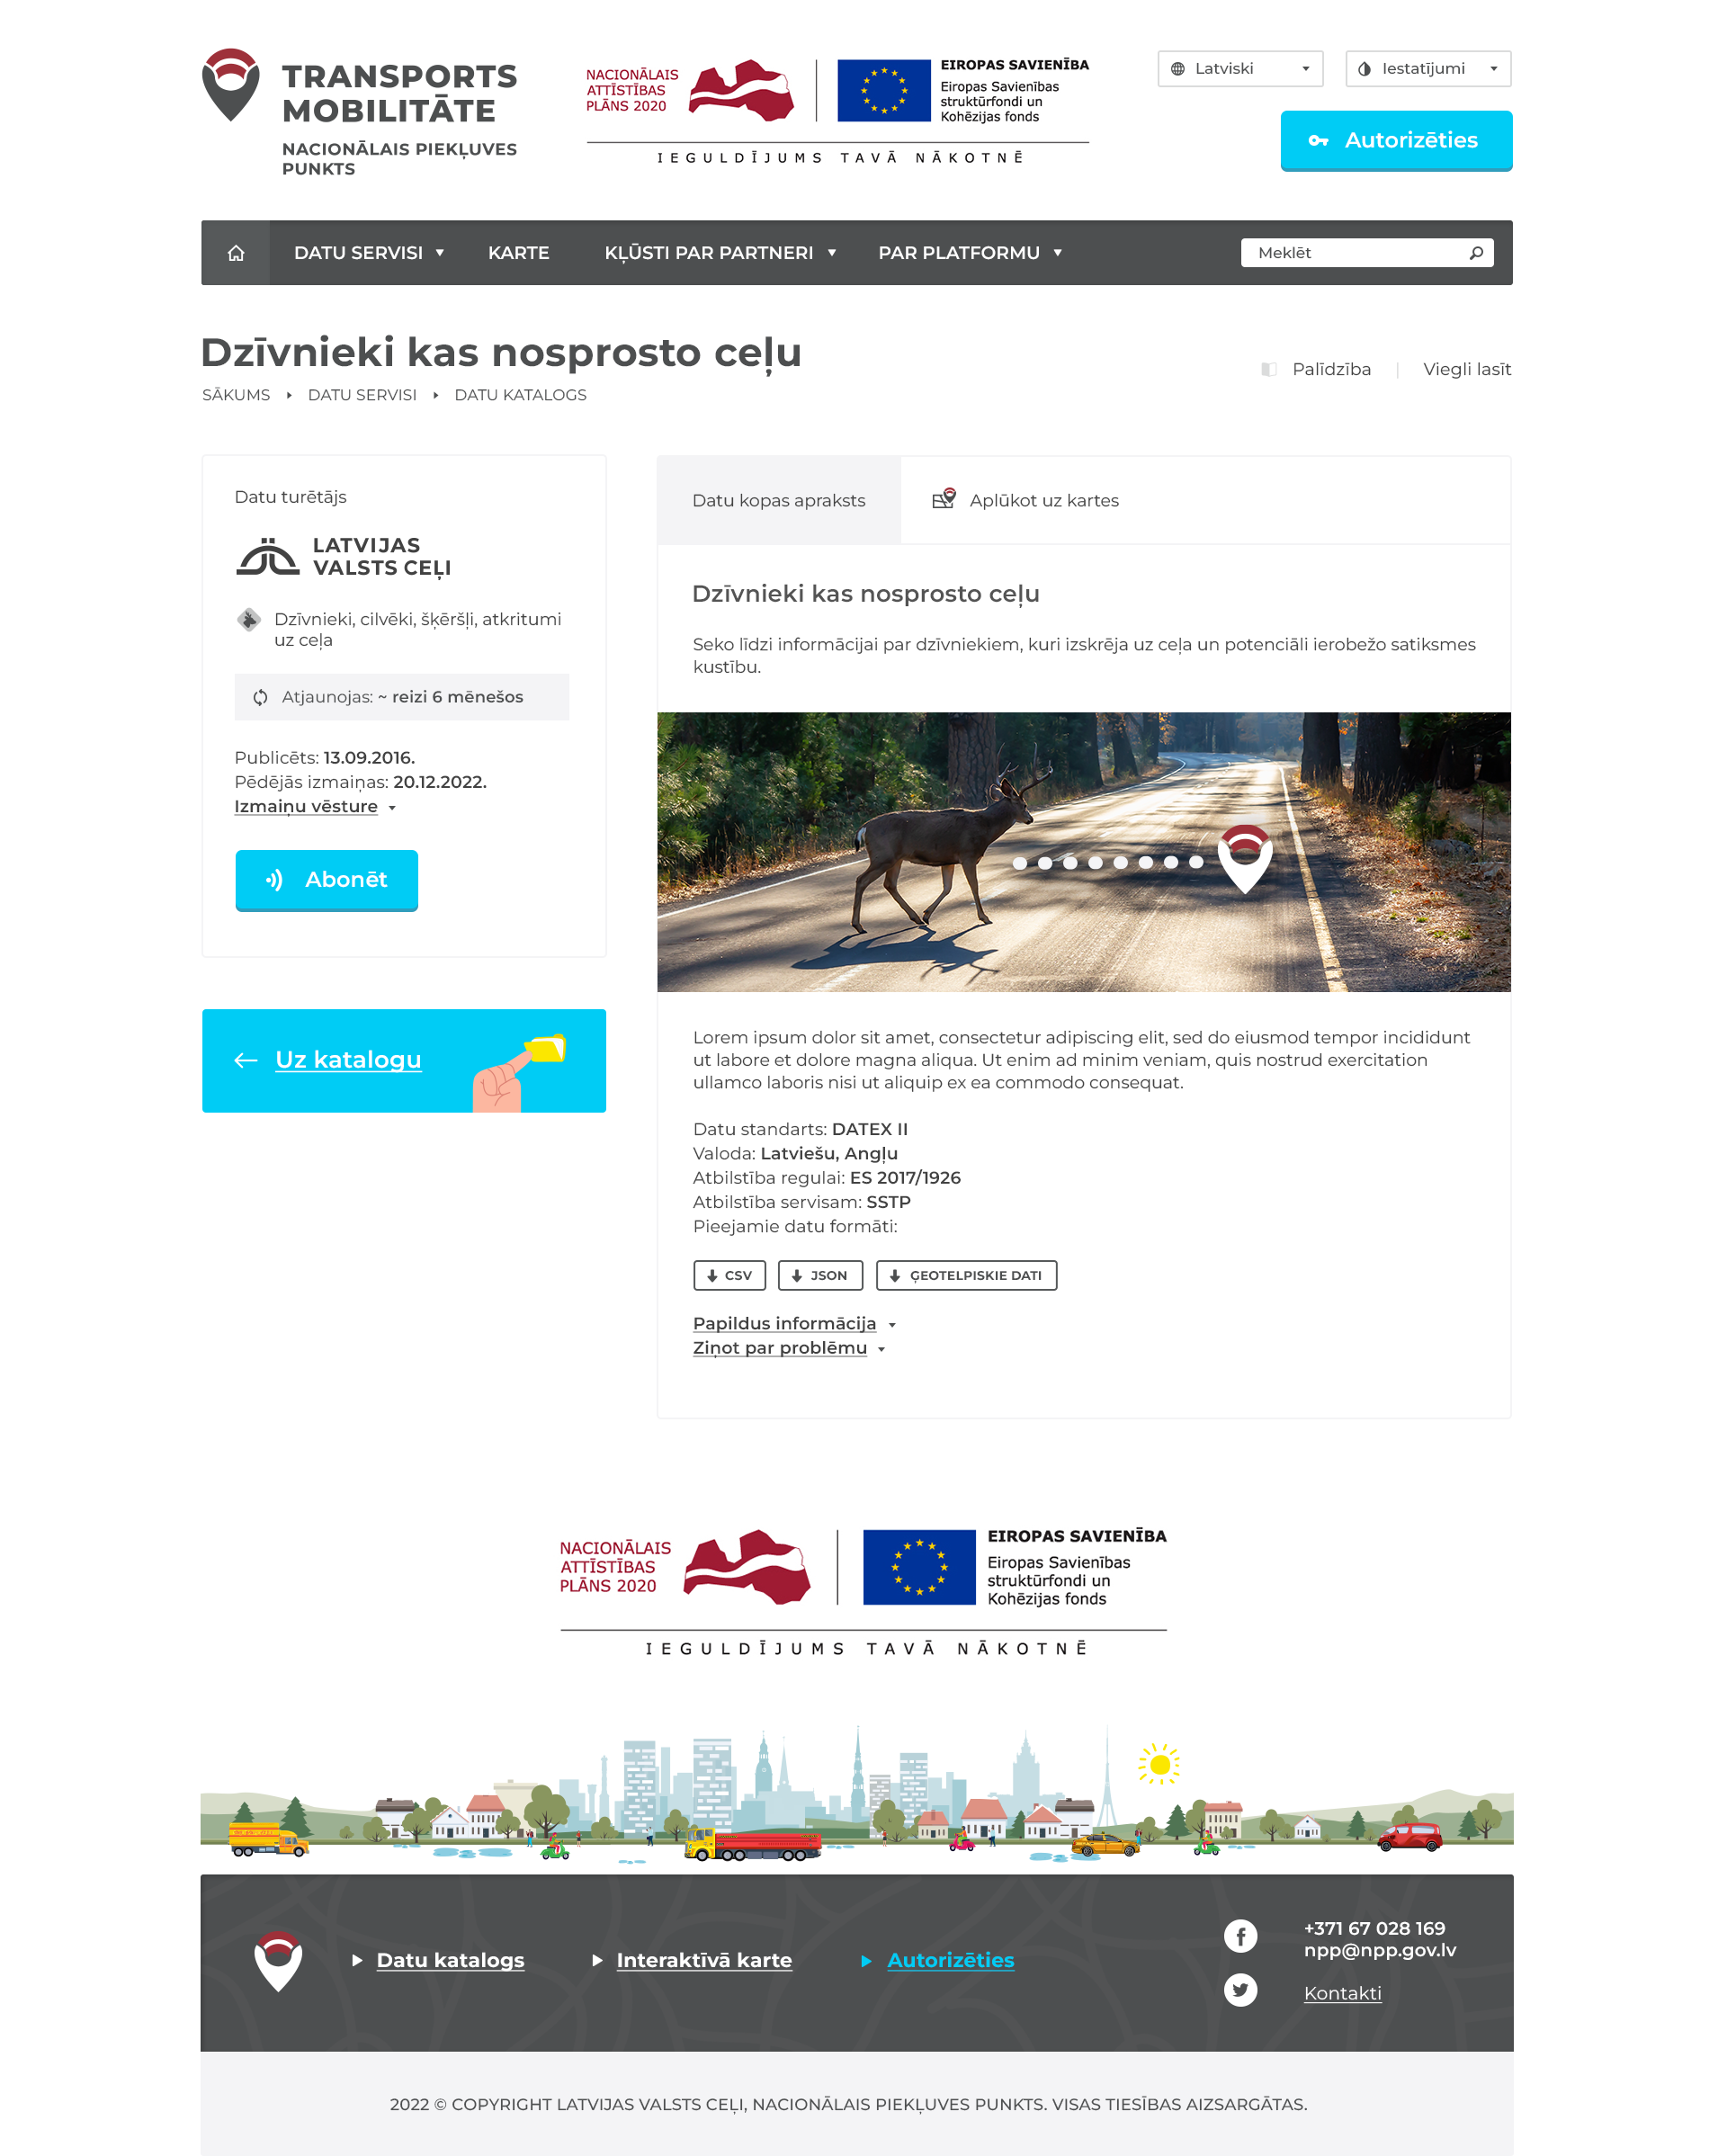 TRANSPORTS
MOBILITĀTE
NACIONĀLAIS PIEKĻUVES
PUNKTS
NACIONĀLAIS
ATTĪSTĪBAS
PLĀNS 2020
EIROPAS SAVIENĪBA
Eiropas Savienības
struktūrfondi un
Kohēzijas fonds
IEGULDĪJUMS TAVĀ NĀKOTNĒ
Latviski
Iestatījumi
Autorizēties
DATU SERVISI
KARTE
KĻŪSTI PAR PARTNERI
PAR PLATFORMU
Meklēt
Dzīvnieki kas nosprosto ceļu
SĀKUMS
DATU SERVISI
DATU KATALOGS
Palīdzība
Viegli lasīt
Datu turētājs
LATVIJAS
VALSTS CEĻI
Dzīvnieki, cilvēki, šķēršļi, atkritumi
uz ceļa
Atjaunojas: ~ reizi 6 mēnešos
Publicēts: 13.09.2016.
Pēdējās izmaiņas: 20.12.2022.
Izmaiņu vēsture
Abonēt
Uz katalogu
Datu kopas apraksts
Aplūkot uz kartes
Dzīvnieki kas nosprosto ceļu
Seko līdzi informācijai par dzīvniekiem, kuri izskrēja uz ceļa un potenciāli ierobežo satiksmes
kustību.
Lorem ipsum dolor sit amet, consectetur adipiscing elit, sed do eiusmod tempor incididunt
ut labore et dolore magna aliqua. Ut enim ad minim veniam, quis nostrud exercitation
ullamco laboris nisi ut aliquip ex ea commodo consequat.
Datu standarts: DATEX II
Valoda: Latviešu, Angļu
Atbilstība regulai: ES 2017/1926
Atbilstība servisam: SSTP
Pieejamie datu formāti:
CSV
JSON
ĢEOTELPISKIE DATI
Papildus informācija
Ziņot par problēmu
NACIONĀLAIS
ATTĪSTĪBAS
PLĀNS 2020
EIROPAS SAVIENĪBA
Eiropas Savienības
struktūrfondi un
Kohēzijas fonds
IEGULDĪJUMS TAVĀ NĀKOTNĒ
Datu katalogs
Interaktīvā karte
Autorizēties
+371 67 028 169
npp@npp.gov.lv
Kontakti
2022 © COPYRIGHT LATVIJAS VALSTS CEĻI, NACIONĀLAIS PIEKĻUVES PUNKTS. VISAS TIESĪBAS AIZSARGĀTAS.